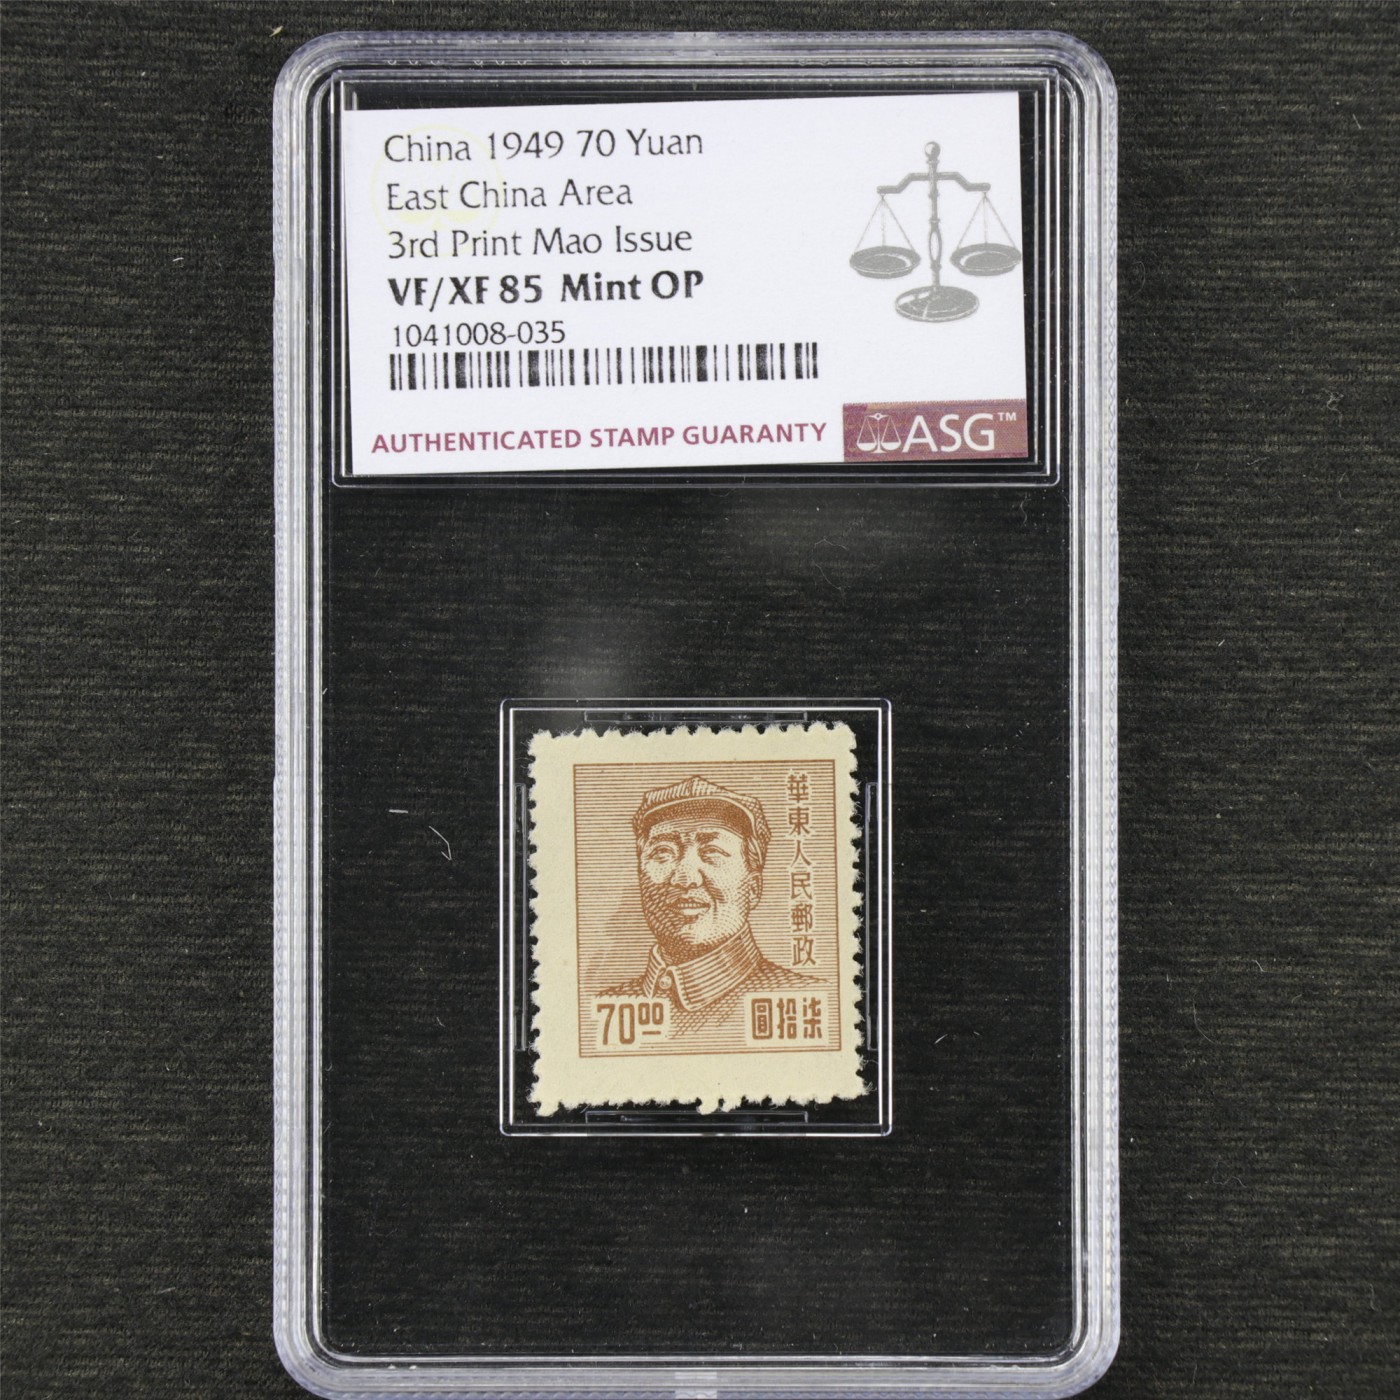 China 1949 70 Yuan
East China Area
3rd Print Mao Issue
VF/XF 85 Mint OP
1041008-035
AUTHENTICATED STAMP GUARANTY
ASG™
華東人民郵政
70 00
圓拾柒